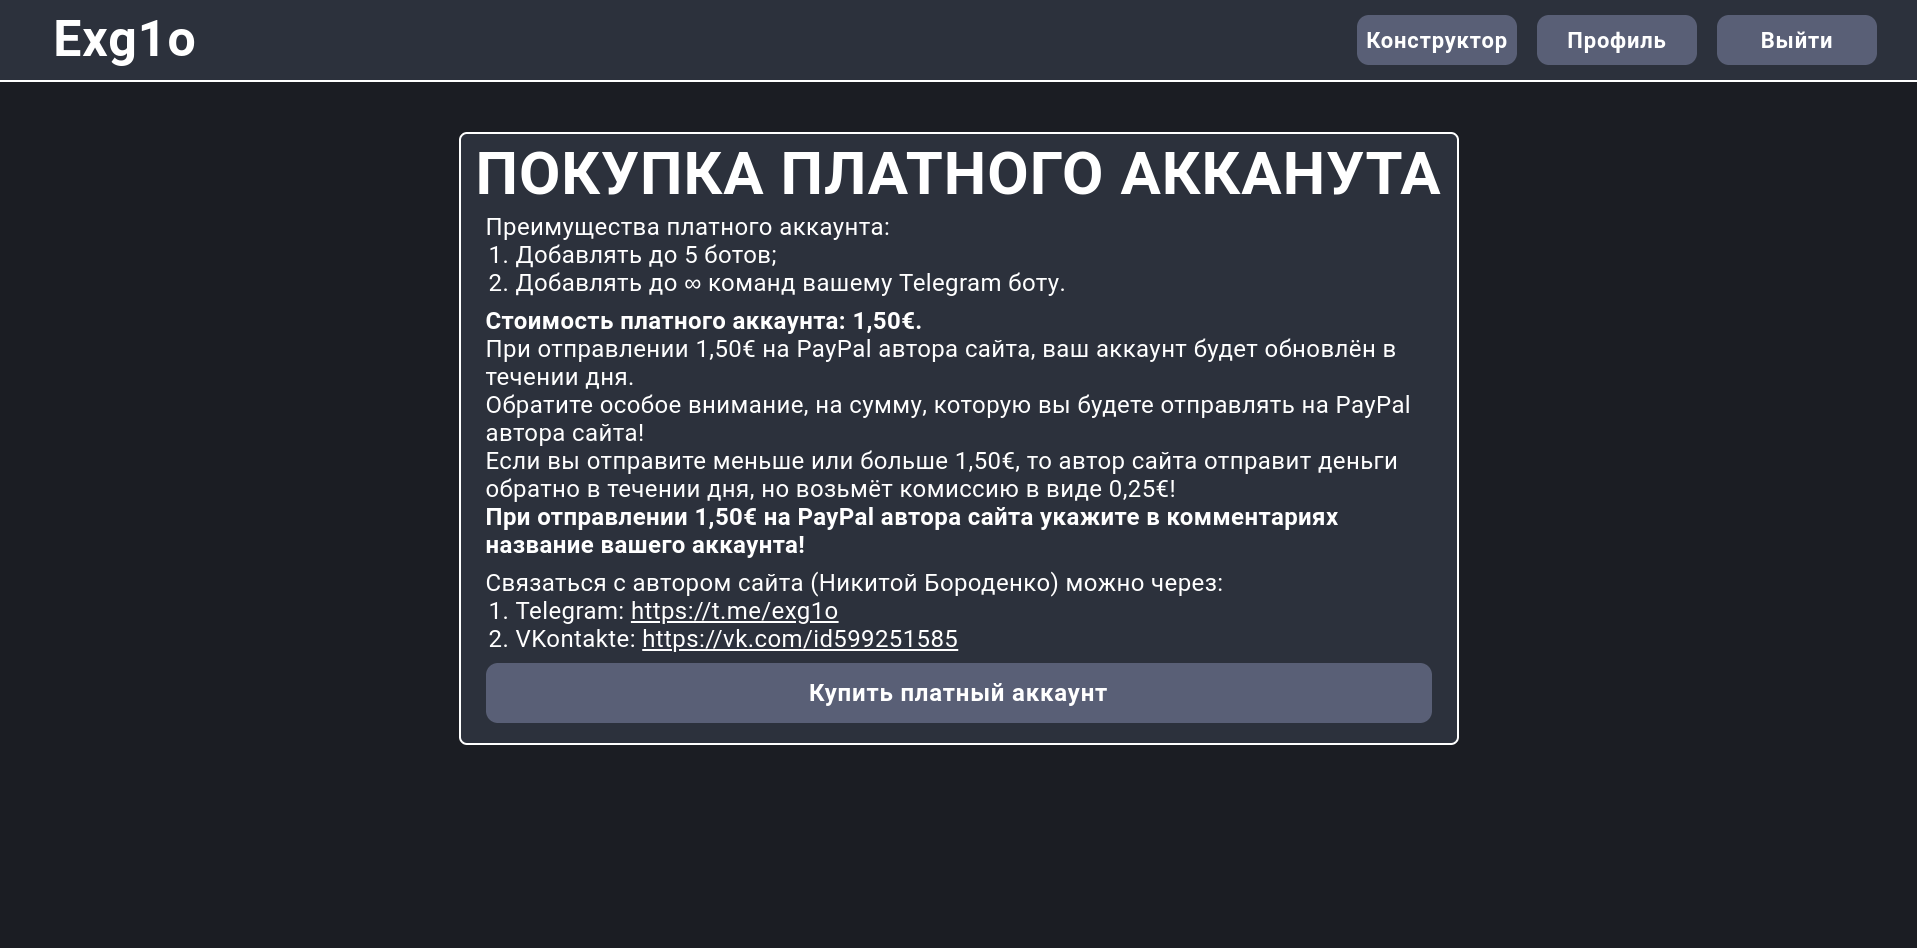 Exg1o
Конструктор
Профиль
Выйти
ПОКУПКА ПЛАТНОГО АККАНУТА
Преимущества платного аккаунта:
1. Добавлять до 5 ботов;
2. Добавлять до ∞ команд вашему Telegram боту.
Стоимость платного аккаунта: 1,50€.
При отправлении 1,50€ на PayPal автора сайта, ваш аккаунт будет обновлён в
течении дня.
Обратите особое внимание, на сумму, которую вы будете отправлять на PayPal
автора сайта!
Если вы отправите меньше или больше 1,50€, то автор сайта отправит деньги
обратно в течении дня, но возьмёт комиссию в виде 0,25€!
При отправлении 1,50€ на PayPal автора сайта укажите в комментариях
название вашего аккаунта!
Связаться с автором сайта (Никитой Бороденко) можно через:
1. Telegram: https://t.me/exg1o
2. VKontakte: https://vk.com/id599251585
Купить платный аккаунт